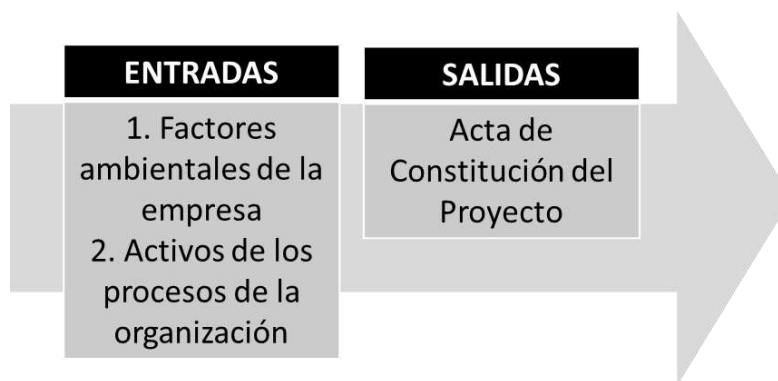 ENTRADAS
1. Factores
ambientales de la
empresa
2. Activos de los
procesos de la
organización
SALIDAS
Acta de
Constitución del
Proyecto